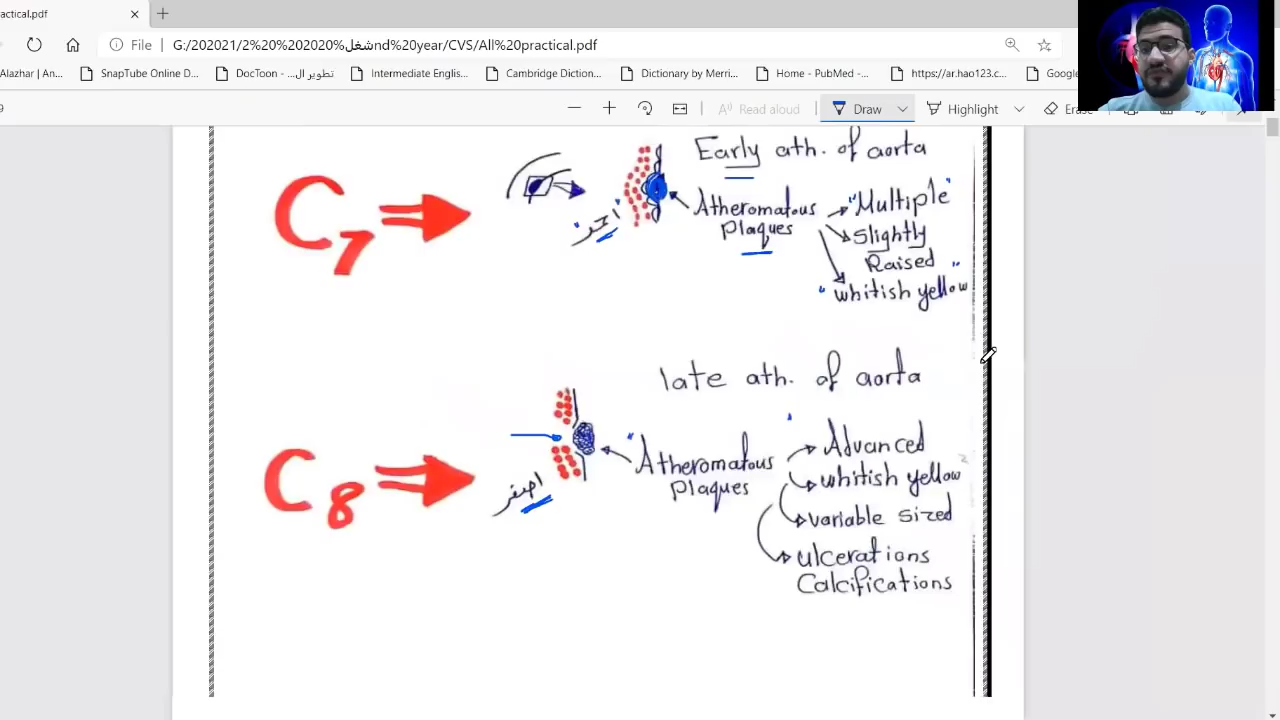 actical.pdf
File
G:/202021/2%20%202020%شغل20nd%20year/CVS/All%20practical.pdf
Alazhar | An...
SnapTube Online D...
DocToon - تطوير ال...
Intermediate Englis...
Cambridge Diction...
Dictionary by Merri...
Home - PubMed -...
https://ar.hao123.c...
Google
9
Read aloud
Draw
Highlight
Erase
Early ath. of aorta
C7
احمر
Atheromatous
Plaques
"Multiple"
Slightly
Raised
"whitish yellow"
late ath. of aorta
C8
اصفر
"Atheromatous
Plaques
Advanced
whitish yellow
variable sized
ulcerations
Calcifications